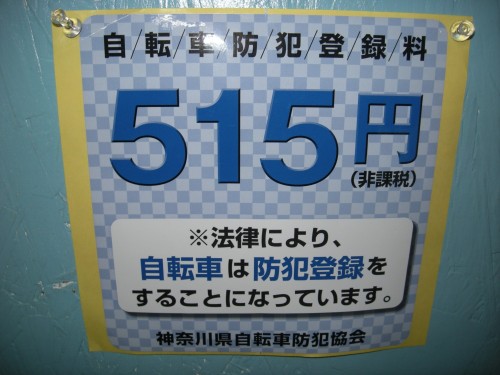 自/転/車/防/犯/登/録/料
515円
(非課税)
※法律により、
自転車は防犯登録を
することになっています。
神奈川県自転車防犯協会